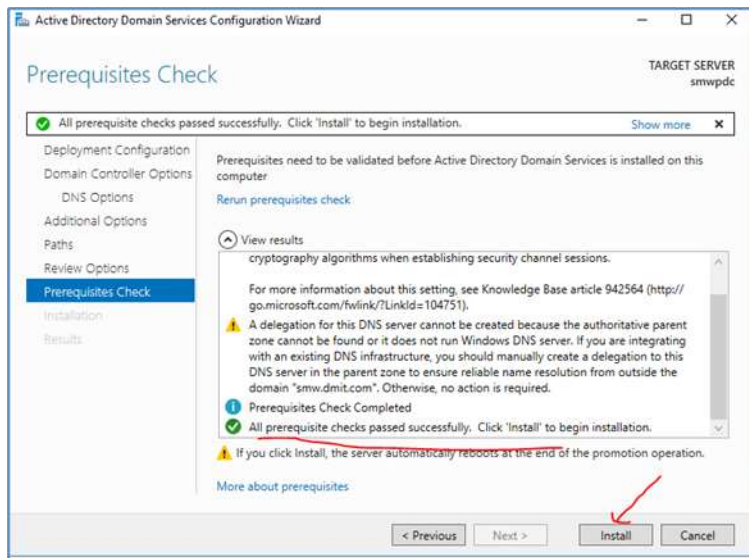 Active Directory Domain Services Configuration Wizard
Prerequisites Check
TARGET SERVER
smwpdc
All prerequisite checks passed successfully. Click 'Install' to begin installation.
Show more
Deployment Configuration
Domain Controller Options
DNS Options
Additional Options
Paths
Review Options
Prerequisites Check
Installation
Results
Prerequisites need to be validated before Active Directory Domain Services is installed on this
computer
Rerun prerequisites check
View results
cryptography algorithms when establishing security channel sessions.
For more information about this setting, see Knowledge Base article 942564 (http://
go.microsoft.com/fwlink/?LinkId=104751).
A delegation for this DNS server cannot be created because the authoritative parent
zone cannot be found or it does not run Windows DNS server. If you are integrating
with an existing DNS infrastructure, you should manually create a delegation to this
DNS server in the parent zone to ensure reliable name resolution from outside the
domain "smw.dmit.com". Otherwise, no action is required.
Prerequisites Check Completed
All prerequisite checks passed successfully. Click 'Install' to begin installation.
If you click Install, the server automatically reboots at the end of the promotion operation.
More about prerequisites
< Previous
Next >
Install
Cancel